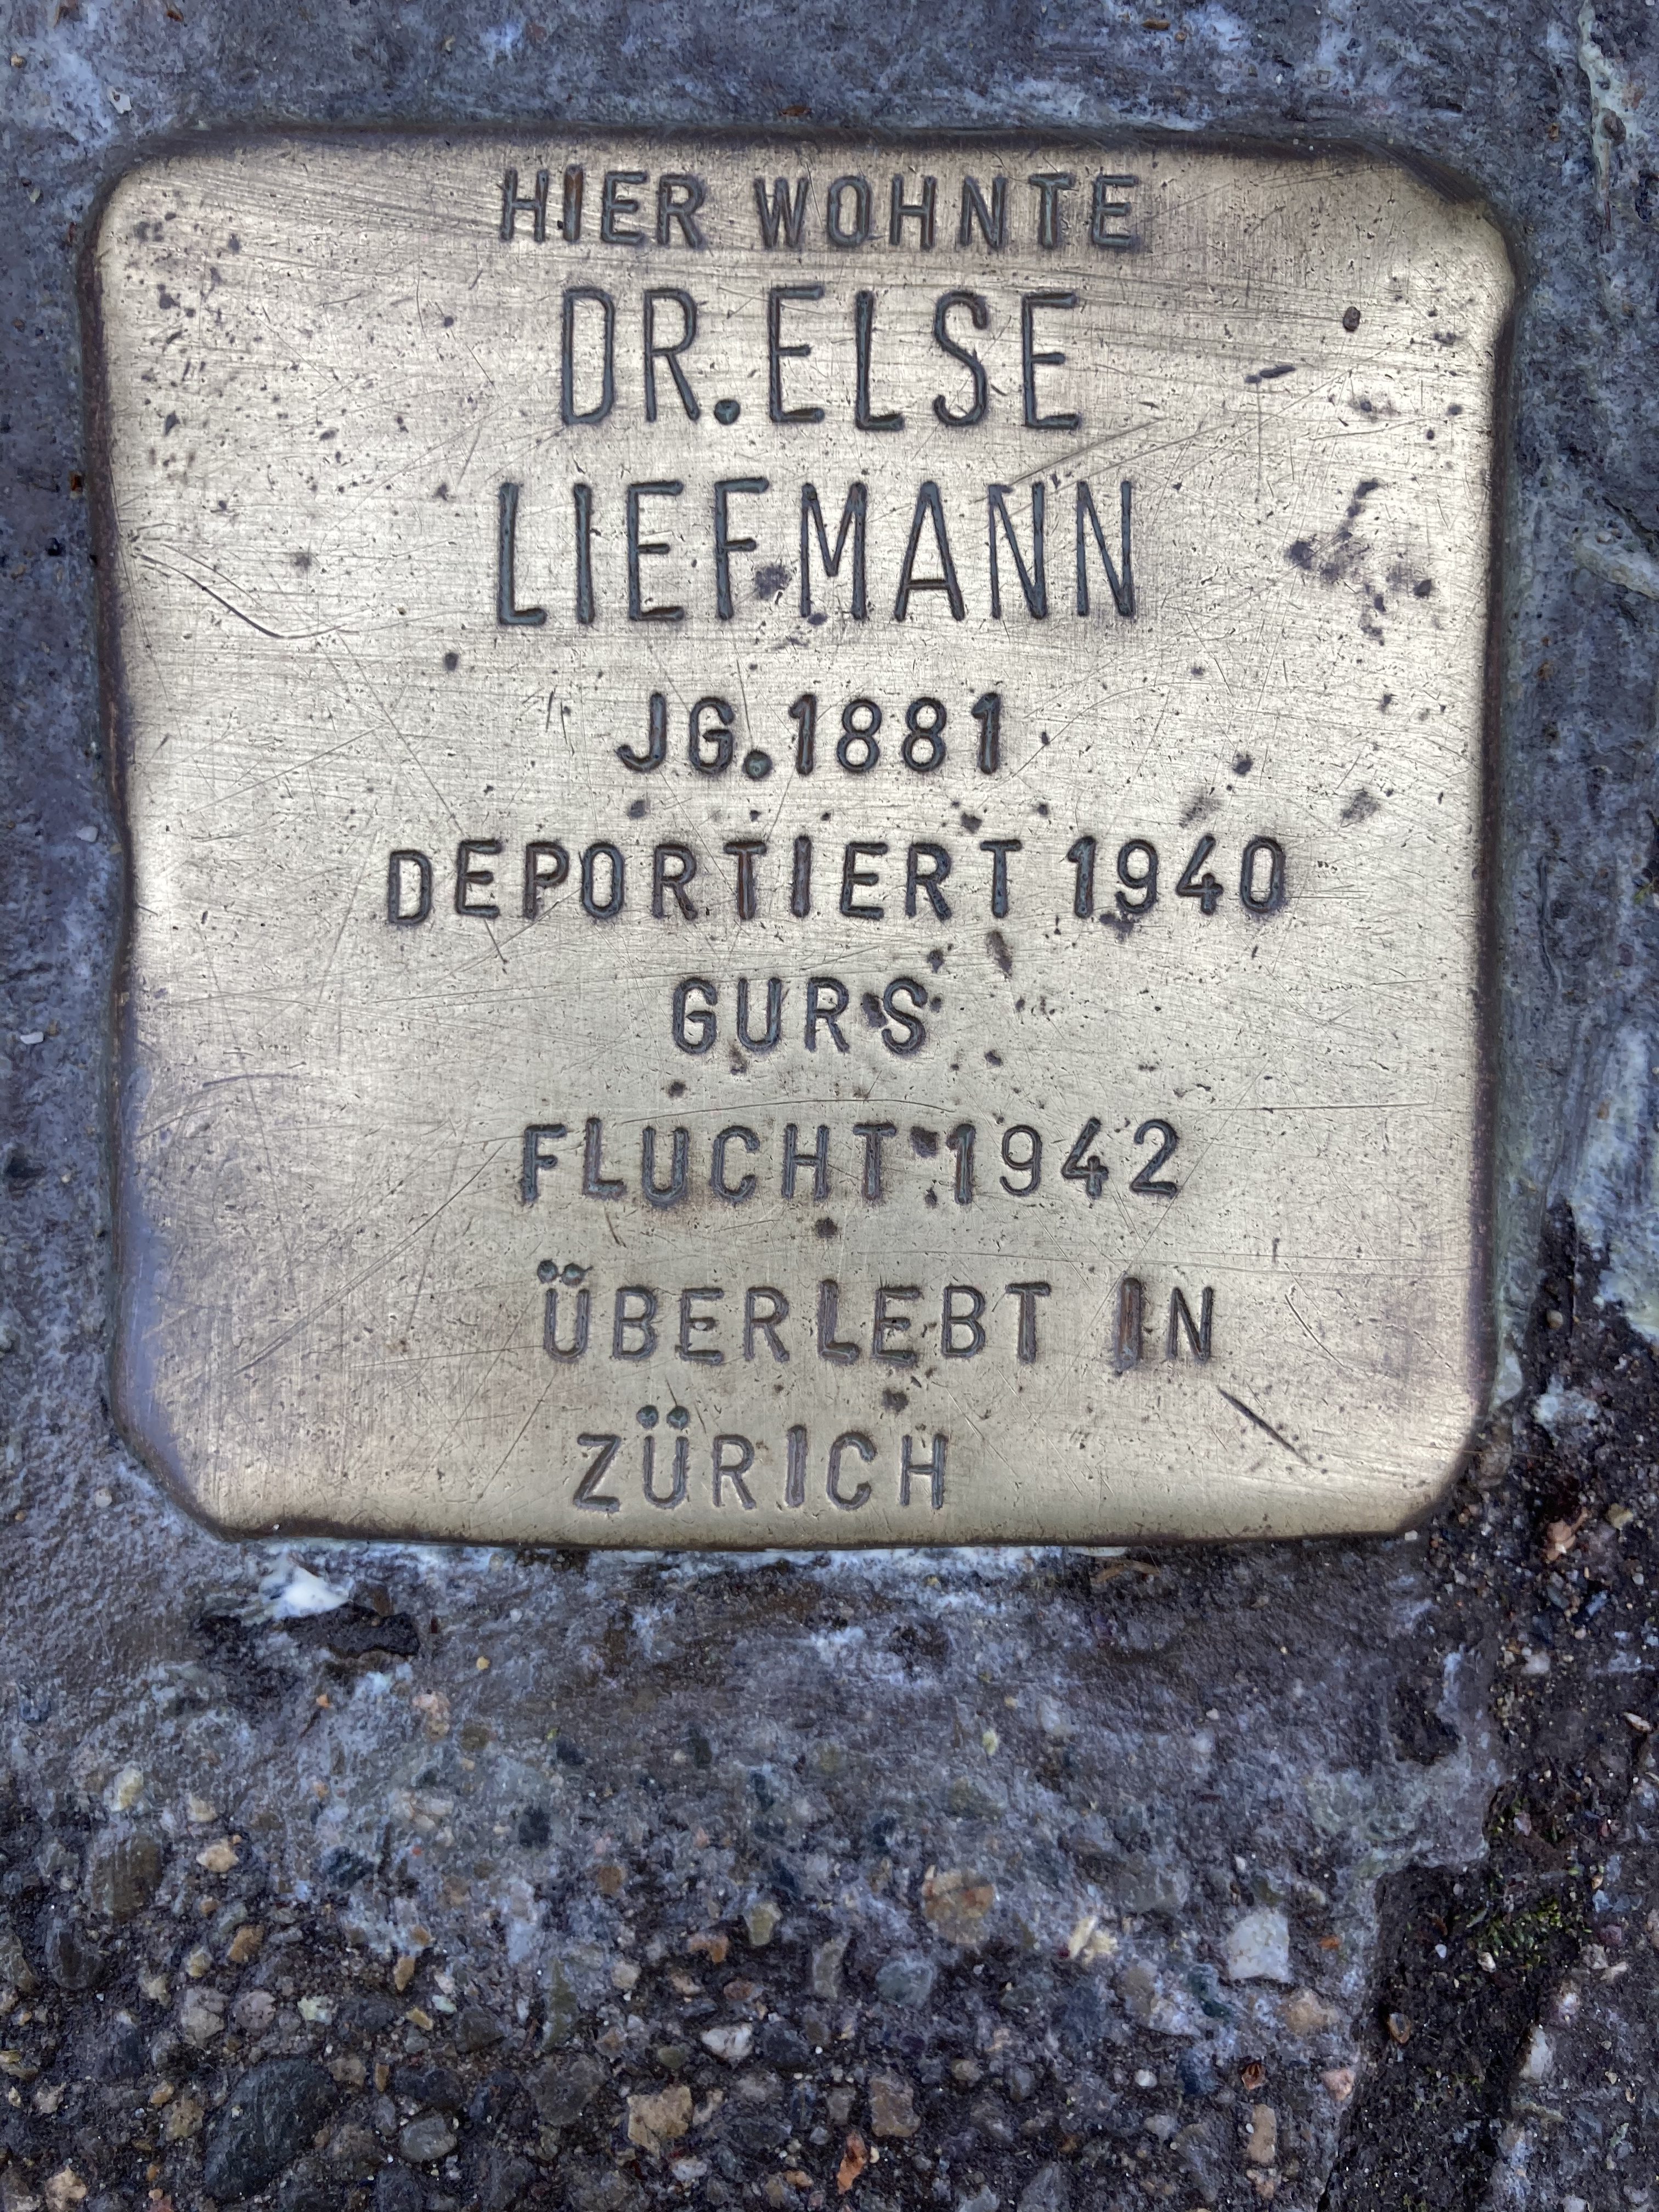 HIER WOHNTE
DR. ELSE
LIEFMANN
JG. 1881
DEPORTIERT 1940
GURS
FLUCHT 1942
ÜBERLEBT IN
ZÜRICH